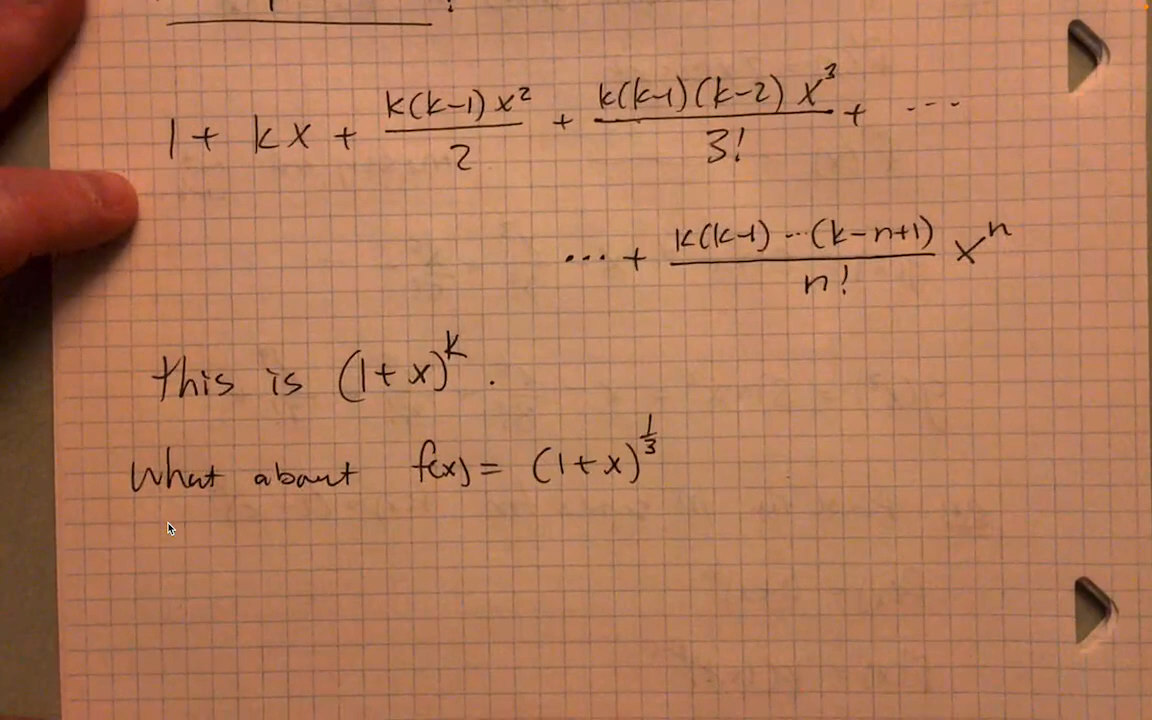 1 + kx + k(k-1)x²/2 + k(k-1)(k-2)x³/3! + ...
... + k(k-1)...(k-n+1)/n! xⁿ
this is (1+x)^k.
What about f(x) = (1+x)^(1/3)